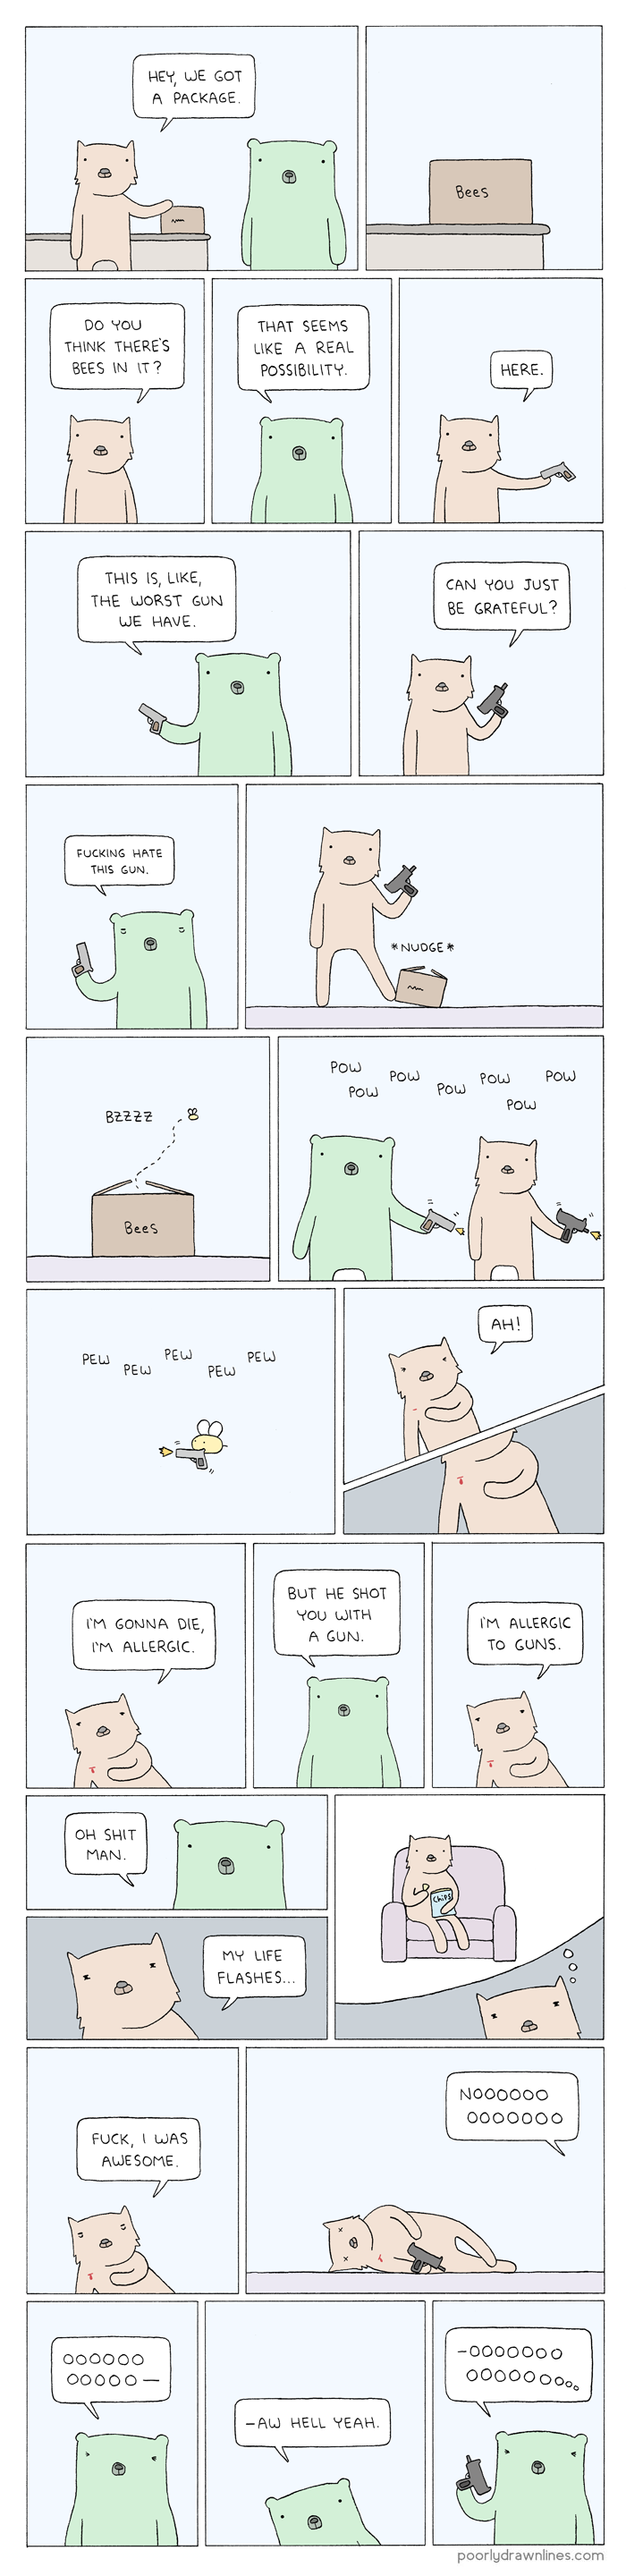 HEY, WE GOT
A PACKAGE.
Bees
DO YOU
THINK THERE'S
BEES IN IT?
THAT SEEMS
LIKE A REAL
POSSIBILITY.
HERE.
THIS IS, LIKE,
THE WORST GUN
WE HAVE.
CAN YOU JUST
BE GRATEFUL?
FUCKING HATE
THIS GUN.
*NUDGE*
BZZZZ
Bees
POW
POW
POW
POW
POW
POW
POW
PEW
PEW
PEW
PEW
PEW
AH!
I'M GONNA DIE,
I'M ALLERGIC.
BUT HE SHOT
YOU WITH
A GUN.
I'M ALLERGIC
TO GUNS.
OH SHIT
MAN.
MY LIFE
FLASHES...
CHIPS
FUCK, I WAS
AWESOME.
NOOOOOO
OOOOOOO
OOOOOO
OOOOO—
-AW HELL YEAH.
-OOOOOOO
OOOOOOooo
poorlydrawnlines.com